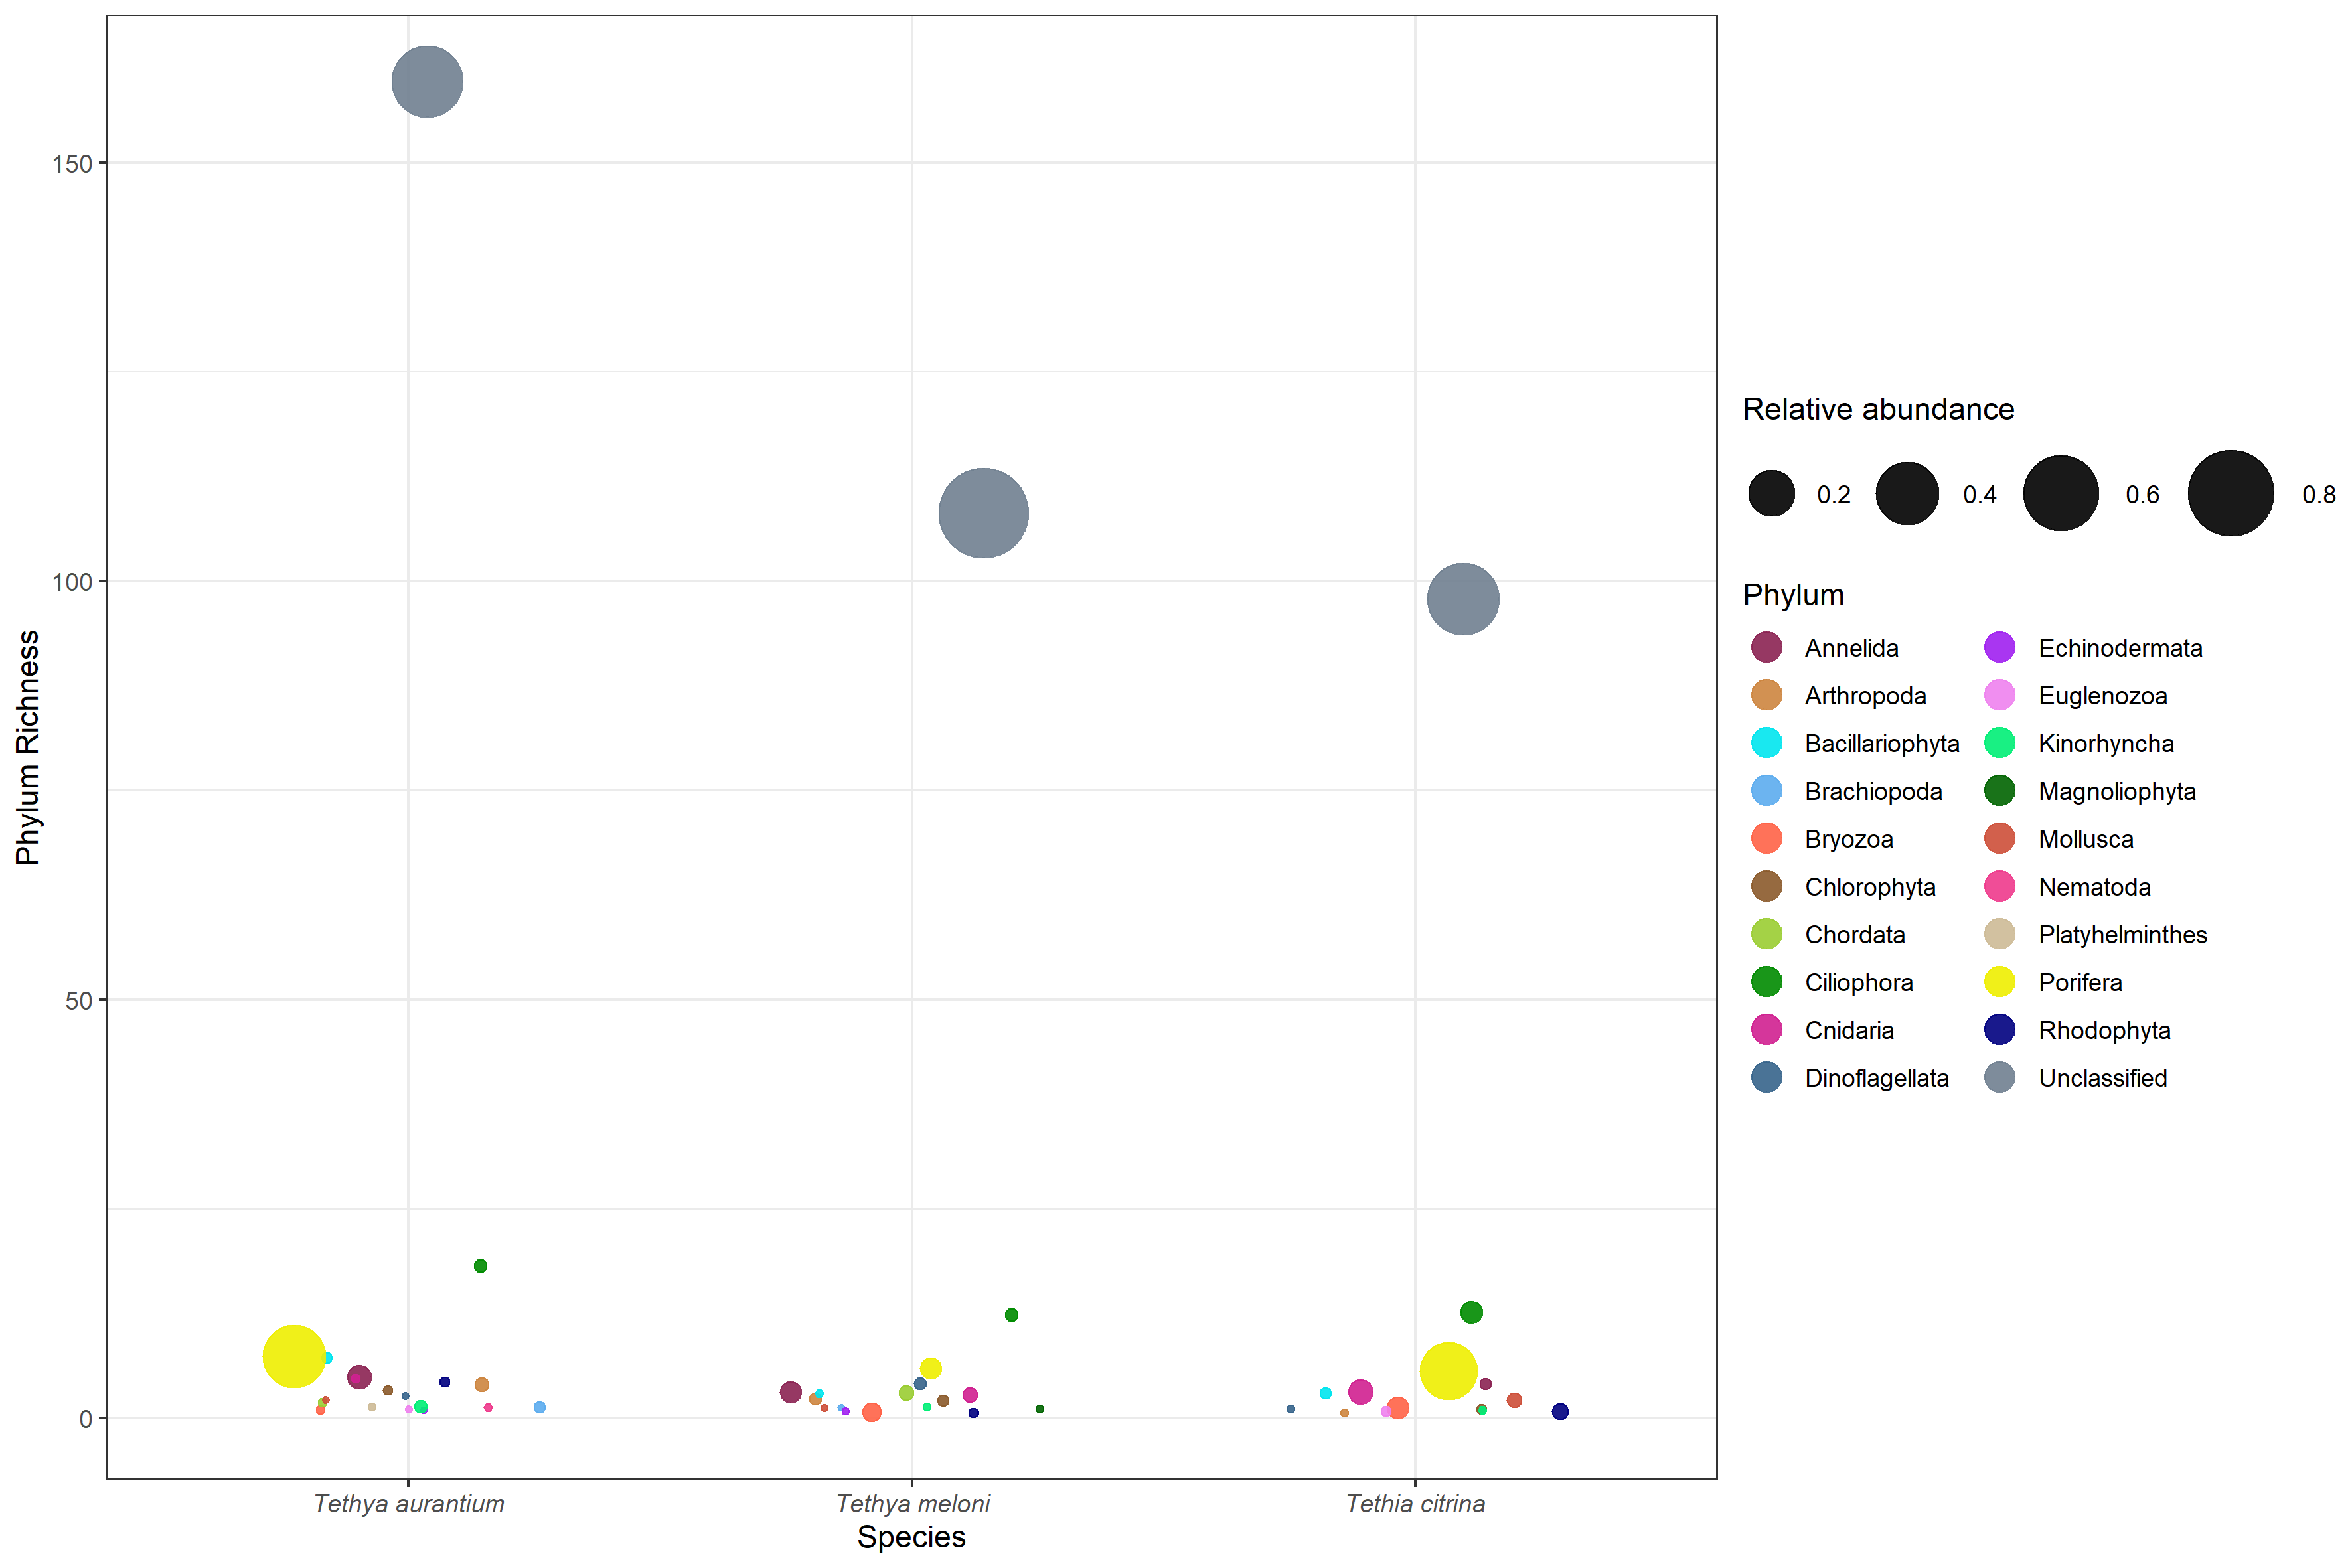 150
100
50
0
Phylum Richness
Tethya aurantium
Tethya meloni
Tethia citrina
Species
Relative abundance
0.2 0.4 0.6 0.8
Phylum
Annelida
Arthropoda
Bacillariophyta
Brachiopoda
Bryozoa
Chlorophyta
Chordata
Ciliophora
Cnidaria
Dinoflagellata
Echinodermata
Euglenozoa
Kinorhyncha
Magnoliophyta
Mollusca
Nematoda
Platyhelminthes
Porifera
Rhodophyta
Unclassified